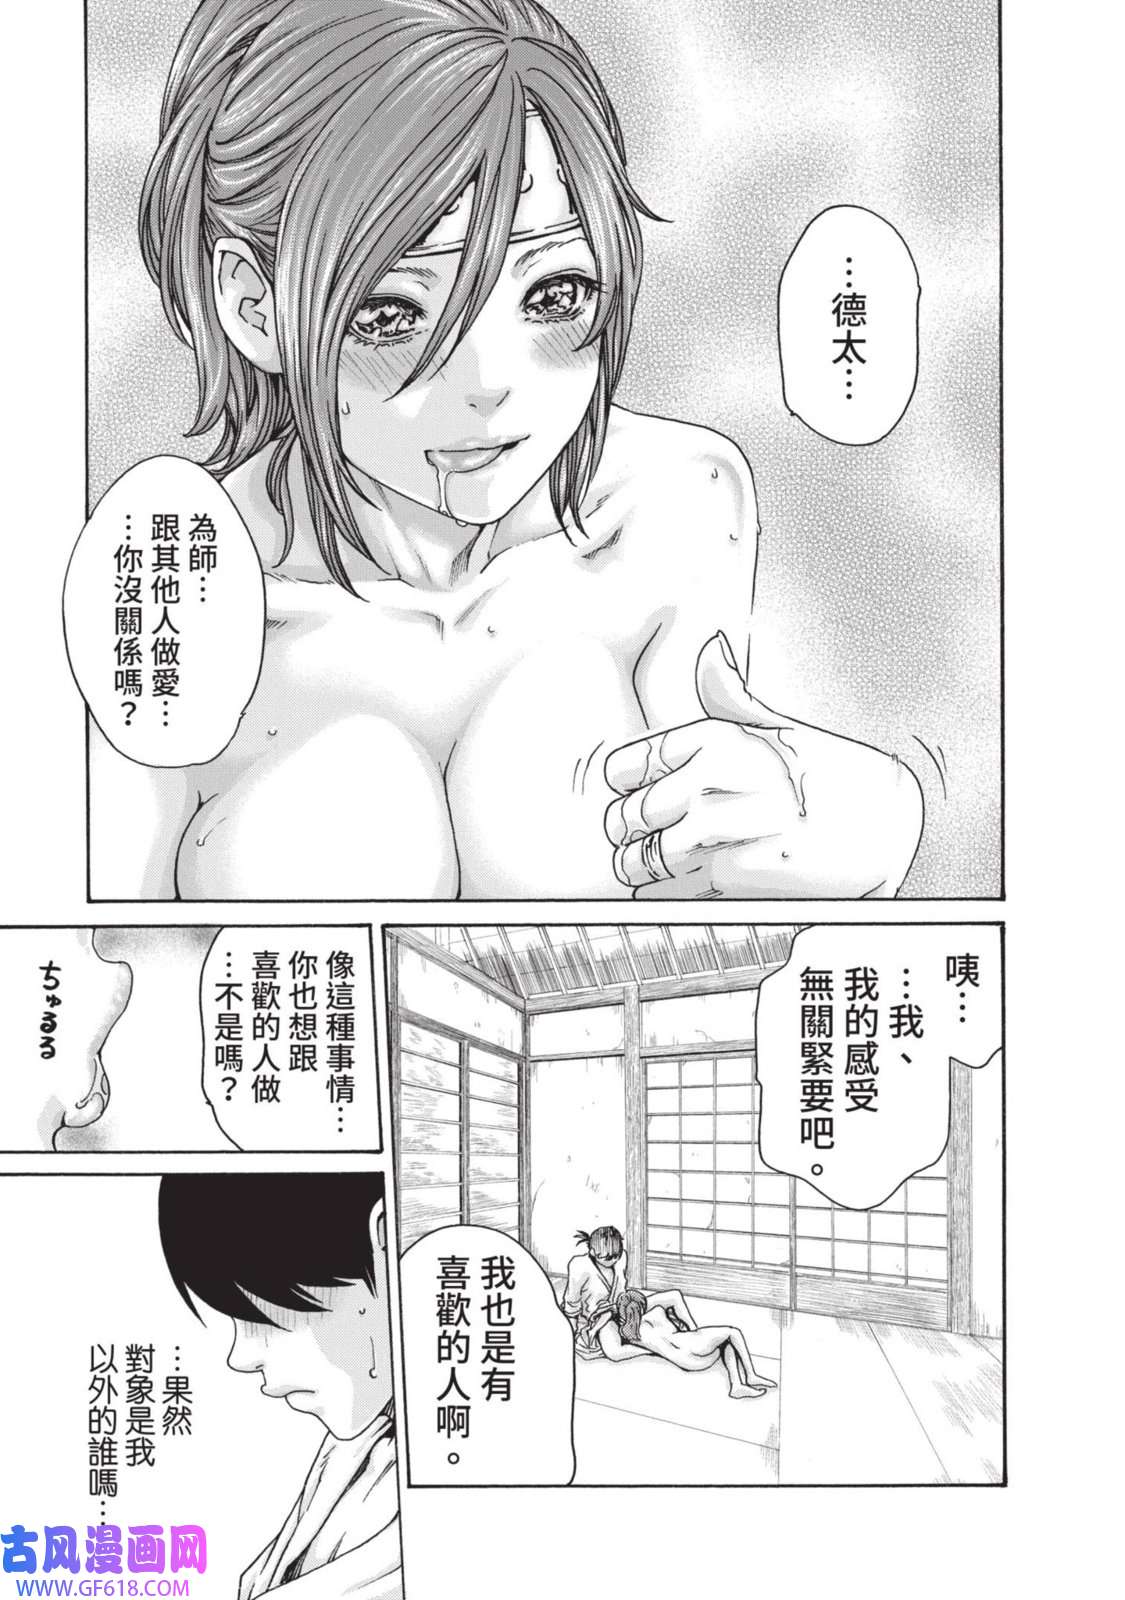 …德太…
為師…
跟其他人做愛…
…你沒關係嗎？
咦…
…我、
我的感受
無關緊要吧。
我也是有
喜歡的人啊。
像這種事情…
你也想跟
喜歡的人做
…不是嗎？
ちゅるる
…果然
對象是我
以外的誰嗎…
古风漫画网
WWW.GF618.COM